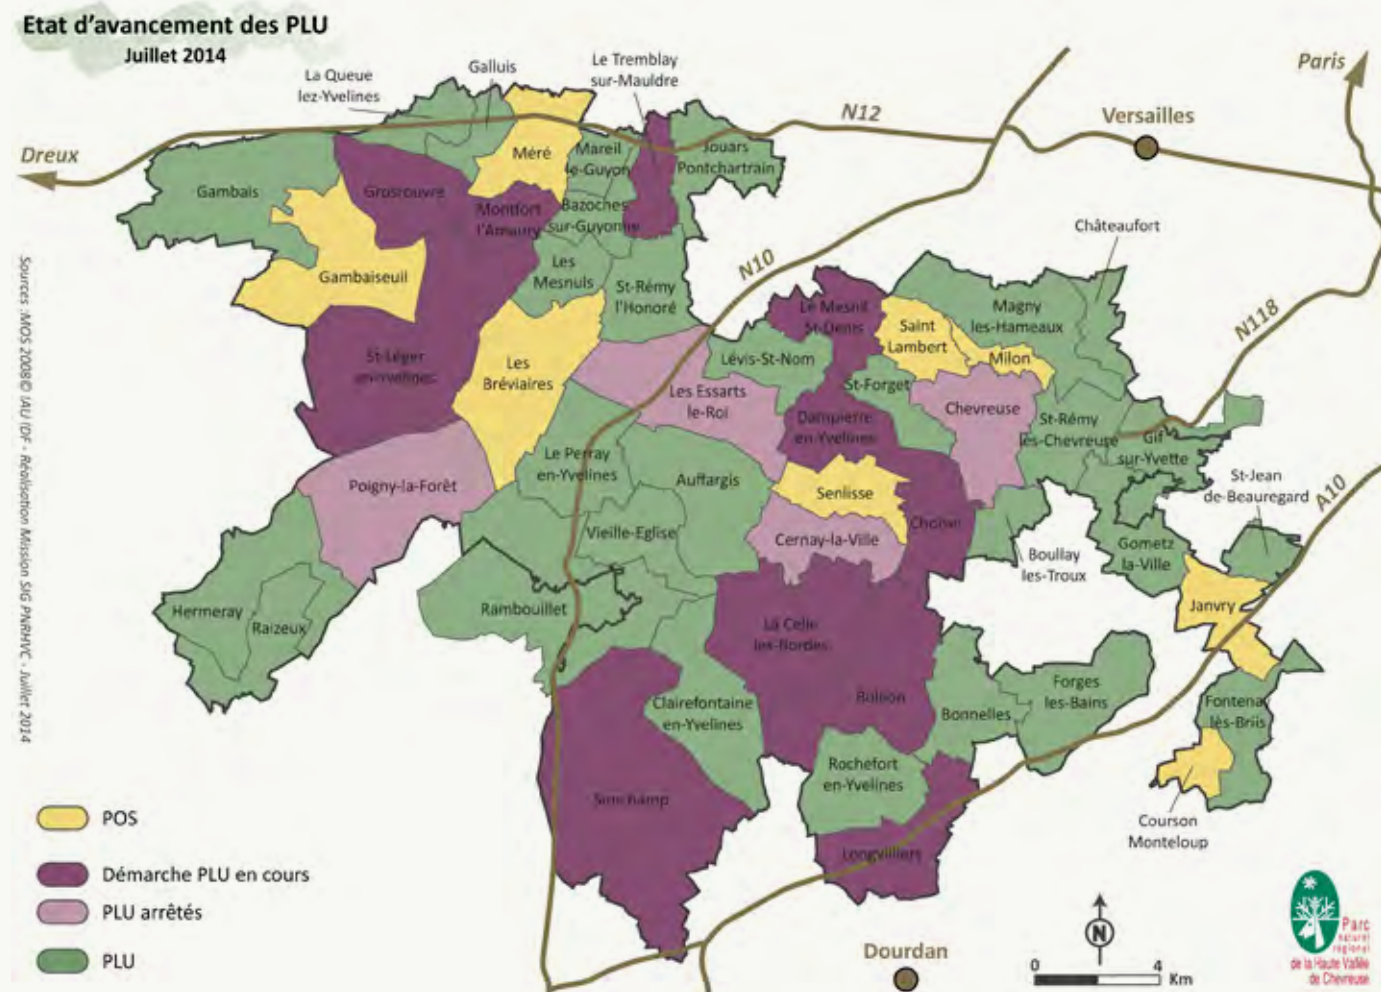 Etat d'avancement des PLU
Juillet 2014
La Queue
lez-Yvelines
Galluis
Le Tremblay
sur-Mauldre
Paris
N12
Versailles
Dreux
Méré
Mareil
le-Guyon
Jouars
Pontchartrain
Gambais
Grosrouvre
Montfort
l'Amaury
Bazoches
sur-Guyonne
Châteaufort
Gambaiseuil
Les
Mesnuls
St-Rémy
l'Honoré
N10
Le Mesnil
St-Denis
Saint
Lambert
Magny
les-Hameaux
Milon
N118
St-Léger
en-Yvelines
Les
Bréviaires
Lévis-St-Nom
St-Forget
Les Essarts
le-Roi
Chevreuse
Dampierre
en-Yvelines
St-Rémy
lès-Chevreuse
Gif
sur-Yvette
Poigny-la-Forêt
Le Perray
en-Yvelines
Auffargis
Senlisse
St-Jean
de-Beauregard
A10
Choisel
Vieille-Eglise
Cernay-la-Ville
Boullay
les-Troux
Gometz
la-Ville
Hermeray
Raizeux
Rambouillet
Janvry
La Celle
les-Bordes
Clairefontaine
en-Yvelines
Bullion
Bonnelles
Forges
les-Bains
Fontenay
lès-Briis
Rochefort
en-Yvelines
Sonchamp
Longvilliers
Courson
Monteloup
Sources :MOS 2008© IAU IDF - Réalisation Mission SIG PNRHVC - Juillet 2014
POS
Démarche PLU en cours
PLU arrêtés
PLU
Dourdan
N
0 4
Km
Parc
naturel
régional
de la Haute Vallée
de Chevreuse